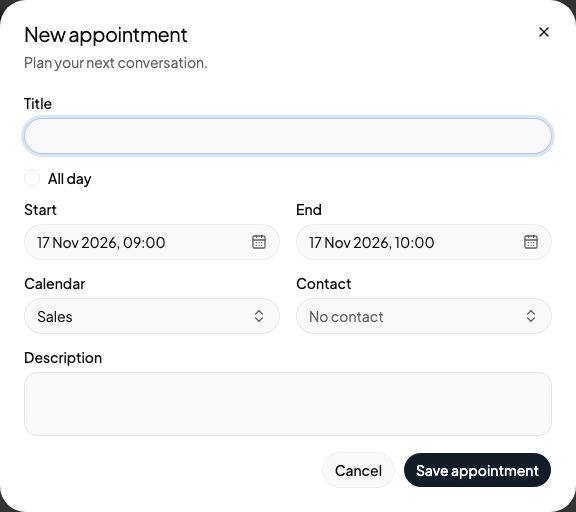 New appointment
Plan your next conversation.
Title
All day
Start
End
17 Nov 2026, 09:00
17 Nov 2026, 10:00
Calendar
Contact
Sales
No contact
Description
Cancel
Save appointment